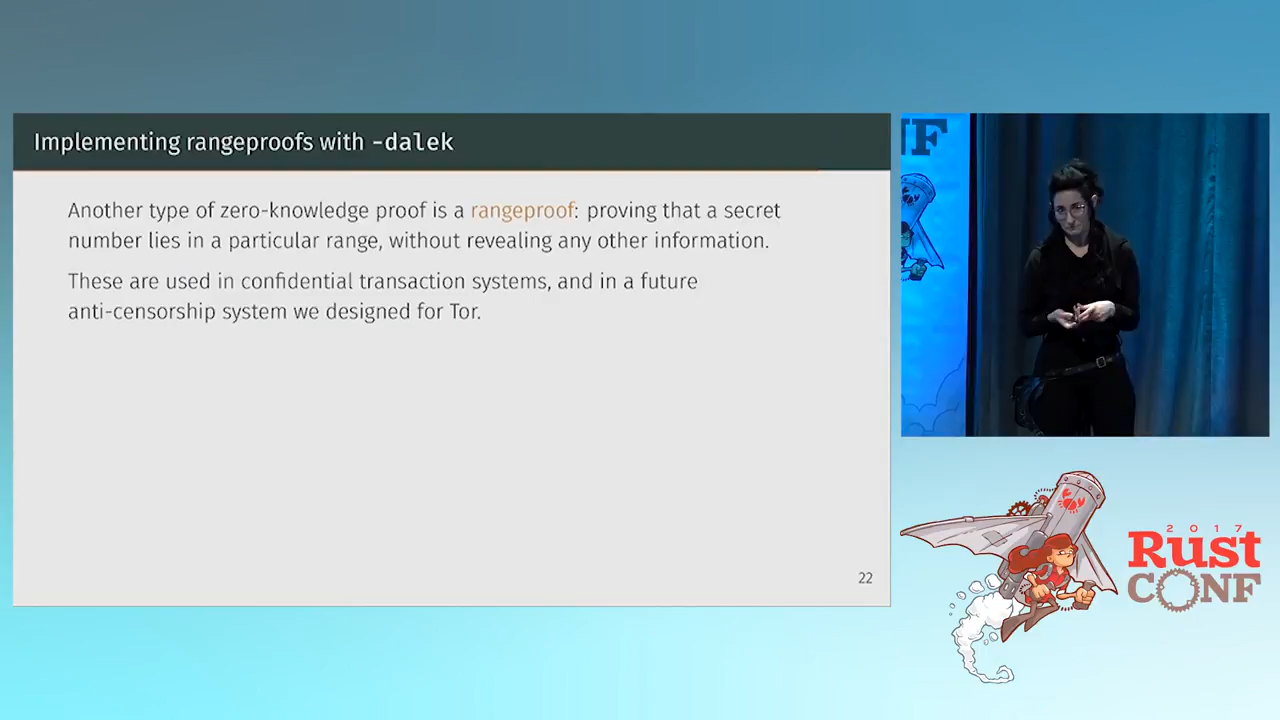 Implementing rangeproofs with -dalek
Another type of zero-knowledge proof is a rangeproof: proving that a secret
number lies in a particular range, without revealing any other information.
These are used in confidential transaction systems, and in a future
anti-censorship system we designed for Tor.
22
NF
2017
Rust
CONF